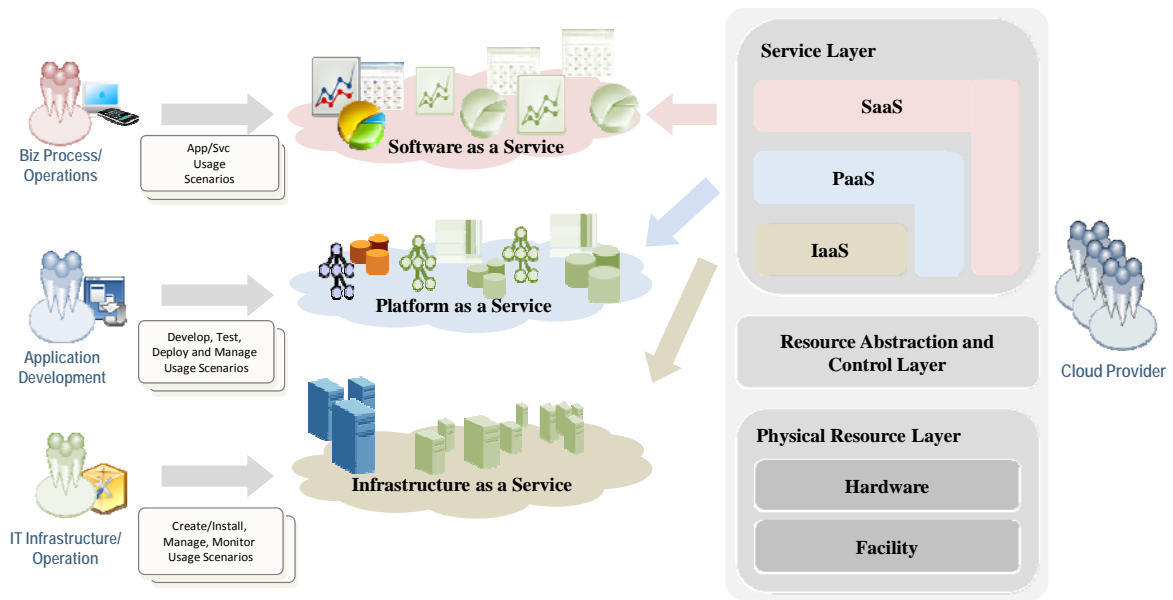 Biz Process/
Operations
App/Svc
Usage
Scenarios
Software as a Service
Application
Development
Develop, Test,
Deploy and Manage
Usage Scenarios
Platform as a Service
IT Infrastructure/
Operation
Create/Install,
Manage, Monitor
Usage Scenarios
Infrastructure as a Service
Service Layer
SaaS
PaaS
IaaS
Resource Abstraction and
Control Layer
Physical Resource Layer
Hardware
Facility
Cloud Provider